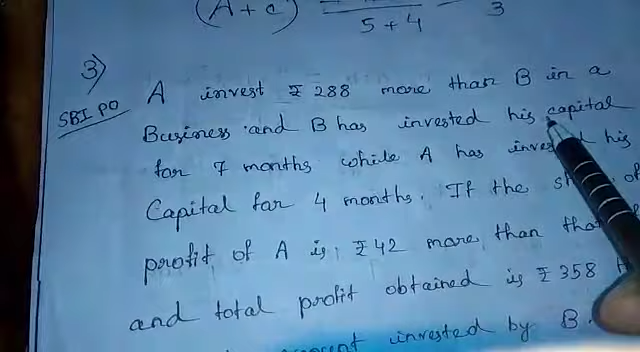 (A + c)
5 + 4
3
3)
SBI PO
A invest ₹ 288 more than B in a
Business and B has invested his capital
for 7 months while A has inves his
Capital for 4 months. If the of
profit of A is ₹ 42 more than
and total profit obtained is ₹ 358
invested by B.